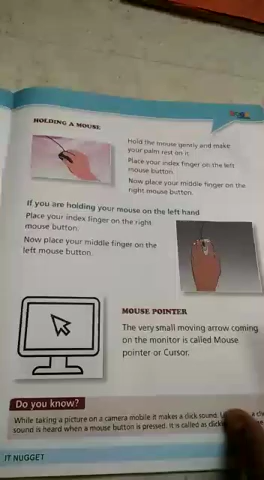 HOLDING A MOUSE
Hold the mouse gently and make
your palm rest on it.
Place your index finger on the left
mouse button.
Now place your middle finger on the
right mouse button.
If you are holding your mouse on the left hand
Place your index finger on the right
mouse button.
Now place your middle finger on the
left mouse button.
MOUSE POINTER
The very small moving arrow coming
on the monitor is called Mouse
pointer or Cursor.
Do you know?
While taking a picture on a camera mobile it makes a click sound.
sound is heard when a mouse button is pressed. It is called as
IT NUGGET